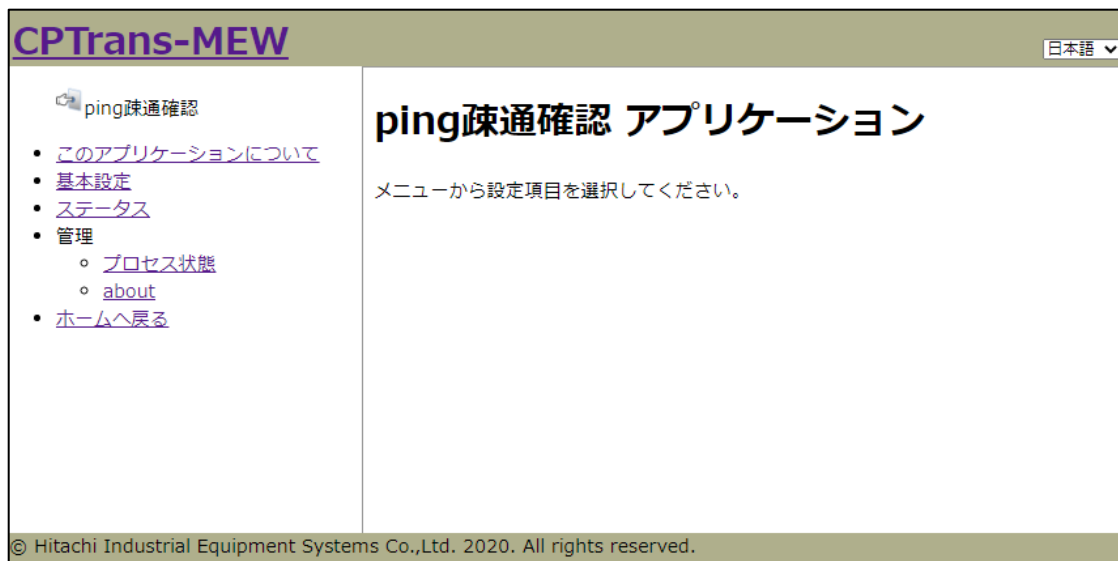 CPTrans-MEW
日本語
ping疎通確認
このアプリケーションについて
基本設定
ステータス
管理
プロセス状態
about
ホームへ戻る
ping疎通確認 アプリケーション
メニューから設定項目を選択してください。
© Hitachi Industrial Equipment Systems Co.,Ltd. 2020. All rights reserved.